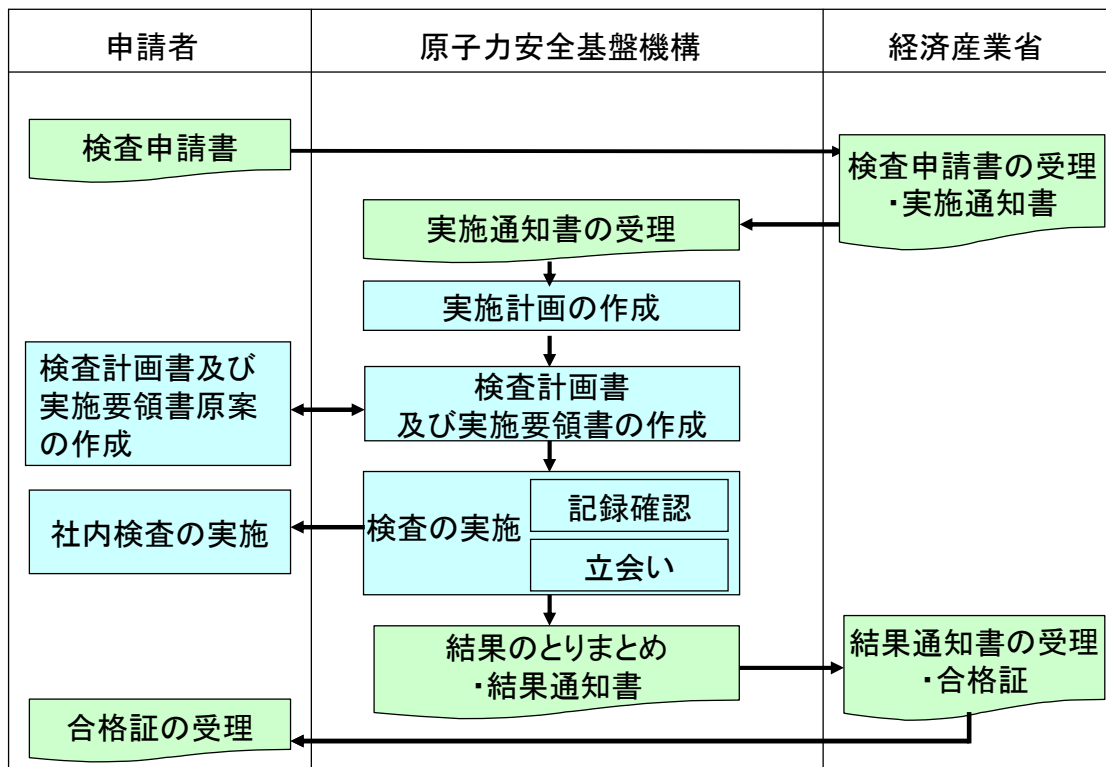 申請者
原子力安全基盤機構
経済産業省
検査申請書
検査申請書の受理
・実施通知書
実施通知書の受理
実施計画の作成
検査計画書及び
実施要領書原案
の作成
検査計画書
及び実施要領書の作成
社内検査の実施
検査の実施
記録確認
立会い
結果のとりまとめ
・結果通知書
結果通知書の受理
・合格証
合格証の受理